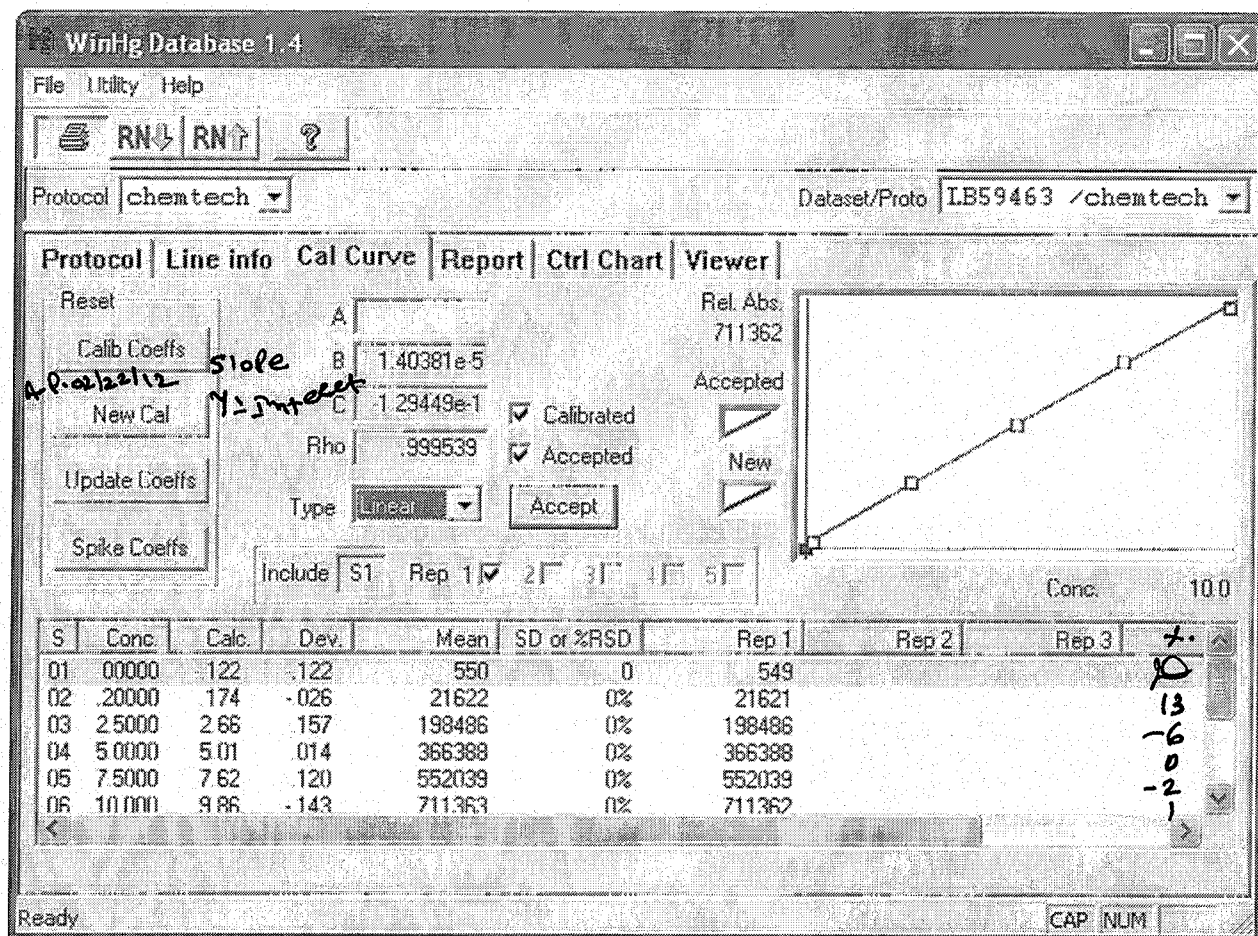 WinHg Database 1.4
File Utility Help
RN RN ?
Protocol chemtech Dataset/Proto LB59463 /chemtech
Protocol Line info Cal Curve Report Ctrl Chart Viewer
Reset
Calib Coeffs
A.P. 02/22/12
New Cal
Update Coeffs
Spike Coeffs
A
Slope B 1.40381e-5
C -1.29449e-1
Rho .999539
Type Linear
Calibrated
Accepted
Accept
Rel. Abs.
711362
Accepted
New
Include S1 Rep 1 2 3 4 5
Conc. 10.0
S Conc. Calc. Dev. Mean SD or %RSD Rep 1 Rep 2 Rep 3
01 .00000 -.122 -.122 550 0 549
02 .20000 .174 -.026 21622 0% 21621 13
03 2.5000 2.66 .157 198486 0% 198486 -6
04 5.0000 5.01 .014 366388 0% 366388 0
05 7.5000 7.62 .120 552039 0% 552039 -2
06 10.000 9.86 -.143 711363 0% 711362 1
Ready CAP NUM